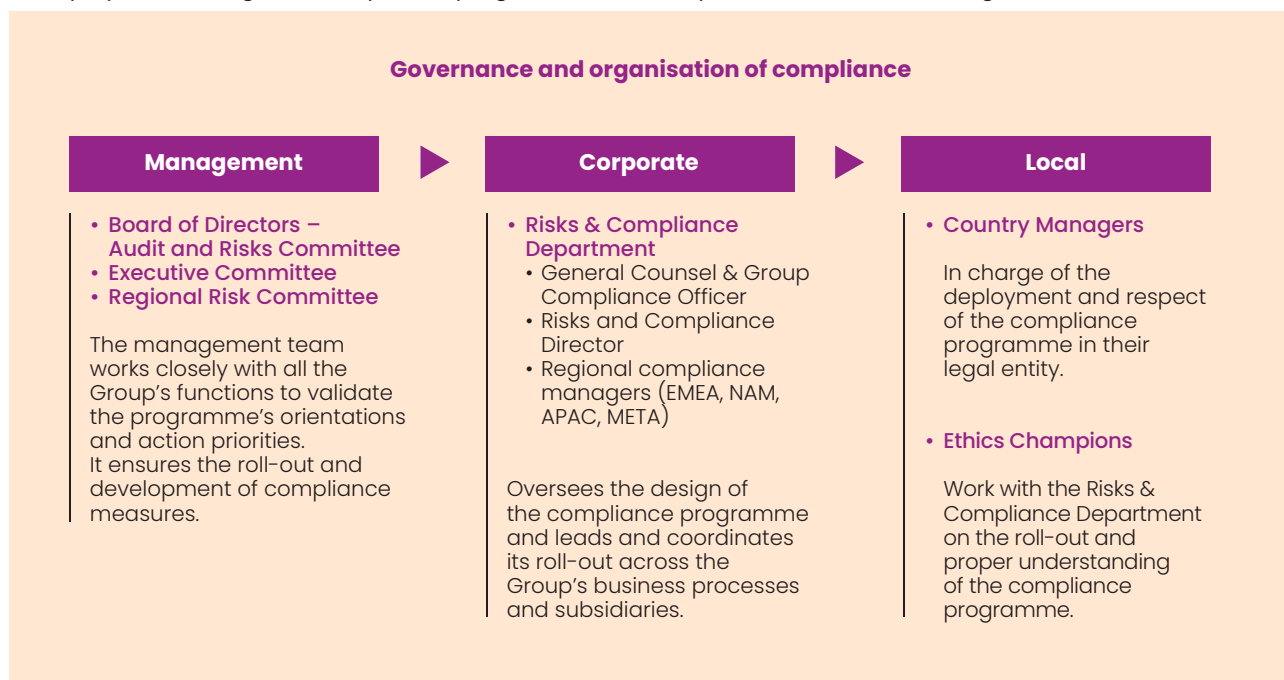 Governance and organisation of compliance
Management
• Board of Directors –
Audit and Risks Committee
• Executive Committee
• Regional Risk Committee
The management team
works closely with all the
Group’s functions to validate
the programme’s orientations
and action priorities.
It ensures the roll-out and
development of compliance
measures.
Corporate
• Risks & Compliance
Department
• General Counsel & Group
Compliance Officer
• Risks and Compliance
Director
• Regional compliance
managers (EMEA, NAM,
APAC, META)
Oversees the design of
the compliance programme
and leads and coordinates
its roll-out across the
Group’s business processes
and subsidiaries.
Local
• Country Managers
In charge of the
deployment and respect
of the compliance
programme in their
legal entity.
• Ethics Champions
Work with the Risks &
Compliance Department
on the roll-out and
proper understanding
of the compliance
programme.